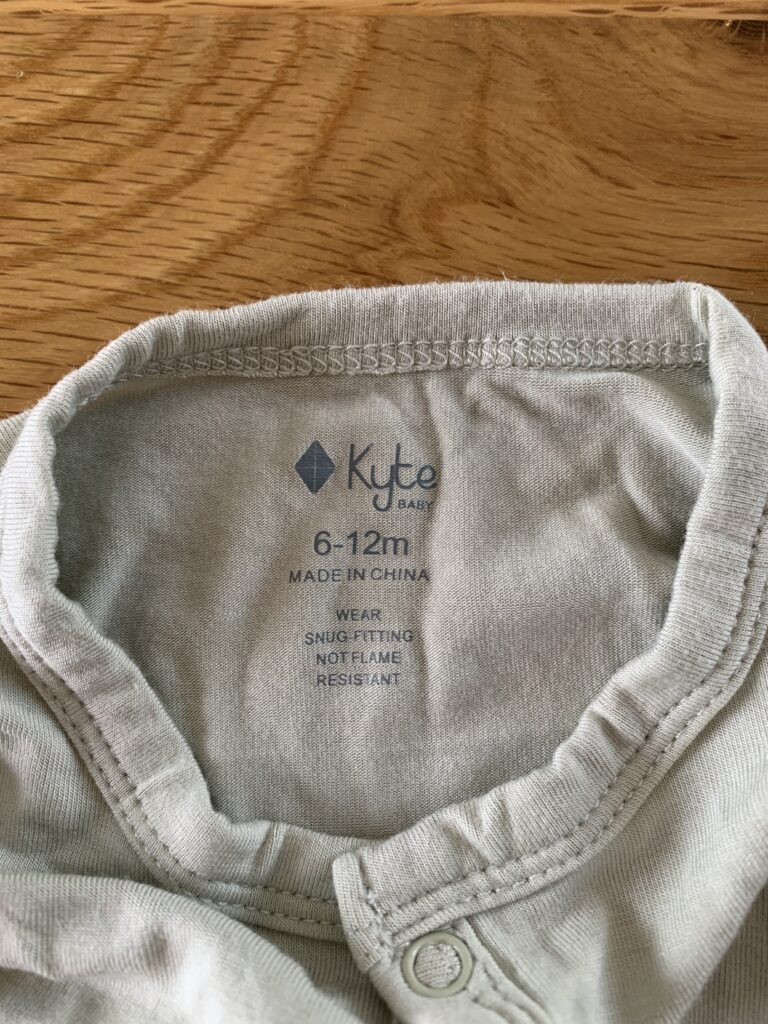 Kyte
BABY
6-12m
MADE IN CHINA
WEAR
SNUG-FITTING
NOT FLAME
RESISTANT